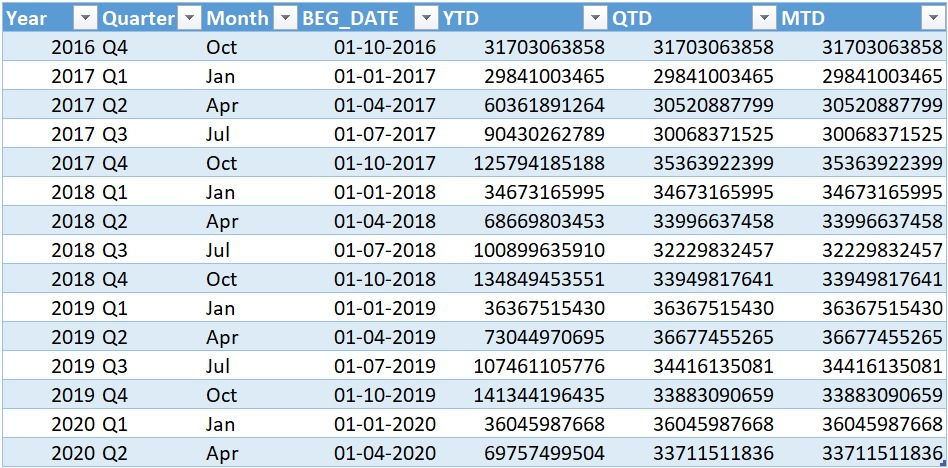 Year Quarter Month BEG_DATE YTD QTD MTD
2016 Q4 Oct 01-10-2016 31703063858 31703063858 31703063858
2017 Q1 Jan 01-01-2017 29841003465 29841003465 29841003465
2017 Q2 Apr 01-04-2017 60361891264 30520887799 30520887799
2017 Q3 Jul 01-07-2017 90430262789 30068371525 30068371525
2017 Q4 Oct 01-10-2017 125794185188 35363922399 35363922399
2018 Q1 Jan 01-01-2018 34673165995 34673165995 34673165995
2018 Q2 Apr 01-04-2018 68669803453 33996637458 33996637458
2018 Q3 Jul 01-07-2018 100899635910 32229832457 32229832457
2018 Q4 Oct 01-10-2018 134849453551 33949817641 33949817641
2019 Q1 Jan 01-01-2019 36367515430 36367515430 36367515430
2019 Q2 Apr 01-04-2019 73044970695 36677455265 36677455265
2019 Q3 Jul 01-07-2019 107461105776 34416135081 34416135081
2019 Q4 Oct 01-10-2019 141344196435 33883090659 33883090659
2020 Q1 Jan 01-01-2020 36045987668 36045987668 36045987668
2020 Q2 Apr 01-04-2020 69757499504 33711511836 33711511836